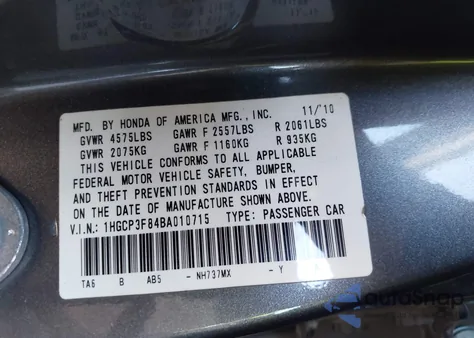 MFD. BY HONDA OF AMERICA MFG., INC. 11/'10
GVWR 4575LBS GAWR F 2557LBS R 2061LBS
GVWR 2075KG GAWR F 1160KG R 935KG
THIS VEHICLE CONFORMS TO ALL APPLICABLE
FEDERAL MOTOR VEHICLE SAFETY, BUMPER,
AND THEFT PREVENTION STANDARDS IN EFFECT
ON THE DATE OF MANUFACTURE SHOWN ABOVE.
V.I.N.: 1HGCP3F84BA010715 TYPE: PASSENGER CAR
TA6 B AB5 - NH737MX - Y
AutoSnap